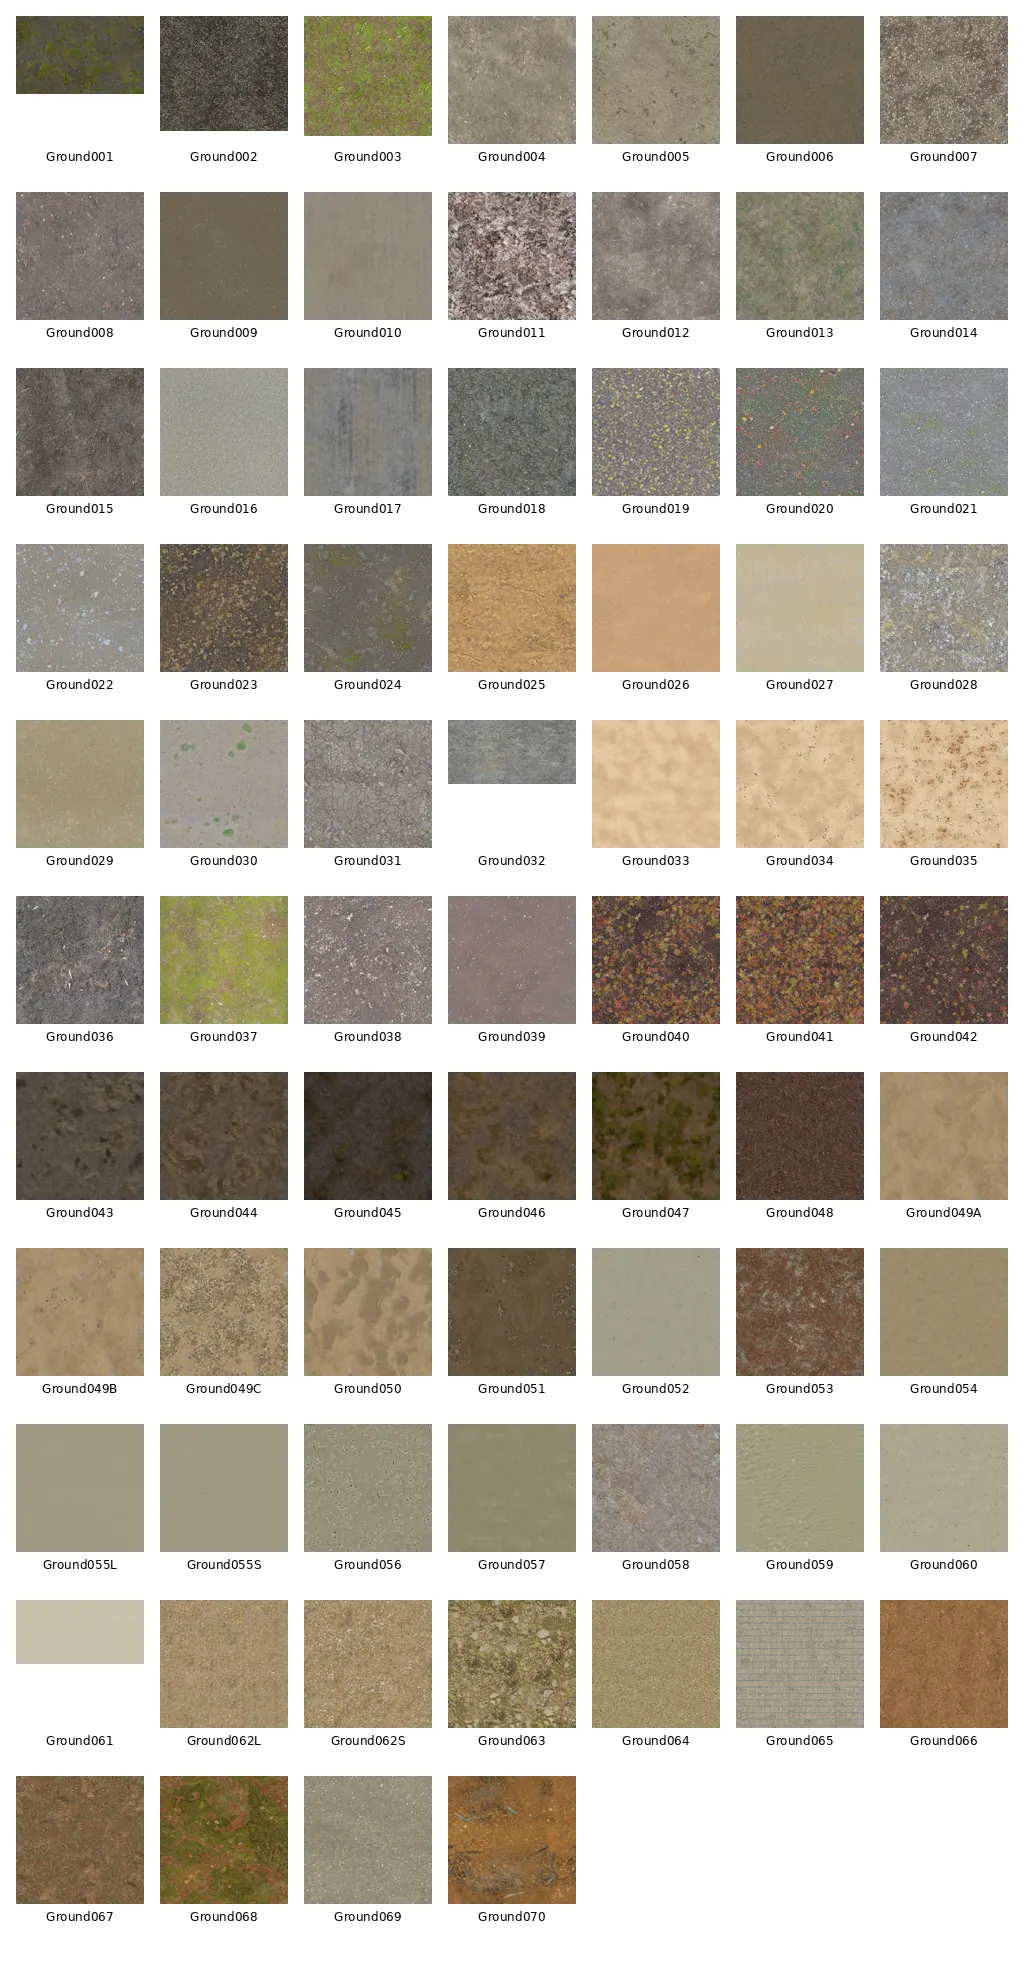 Ground001 Ground002 Ground003 Ground004 Ground005 Ground006 Ground007
Ground008 Ground009 Ground010 Ground011 Ground012 Ground013 Ground014
Ground015 Ground016 Ground017 Ground018 Ground019 Ground020 Ground021
Ground022 Ground023 Ground024 Ground025 Ground026 Ground027 Ground028
Ground029 Ground030 Ground031 Ground032 Ground033 Ground034 Ground035
Ground036 Ground037 Ground038 Ground039 Ground040 Ground041 Ground042
Ground043 Ground044 Ground045 Ground046 Ground047 Ground048 Ground049A
Ground049B Ground049C Ground050 Ground051 Ground052 Ground053 Ground054
Ground055L Ground055S Ground056 Ground057 Ground058 Ground059 Ground060
Ground061 Ground062L Ground062S Ground063 Ground064 Ground065 Ground066
Ground067 Ground068 Ground069 Ground070